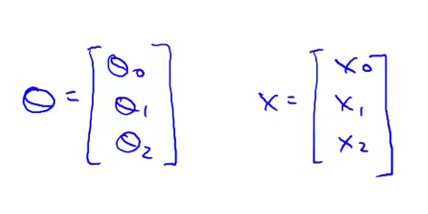 θ = [θ₀ x = [x₀
θ₁ x₁
θ₂] x₂]